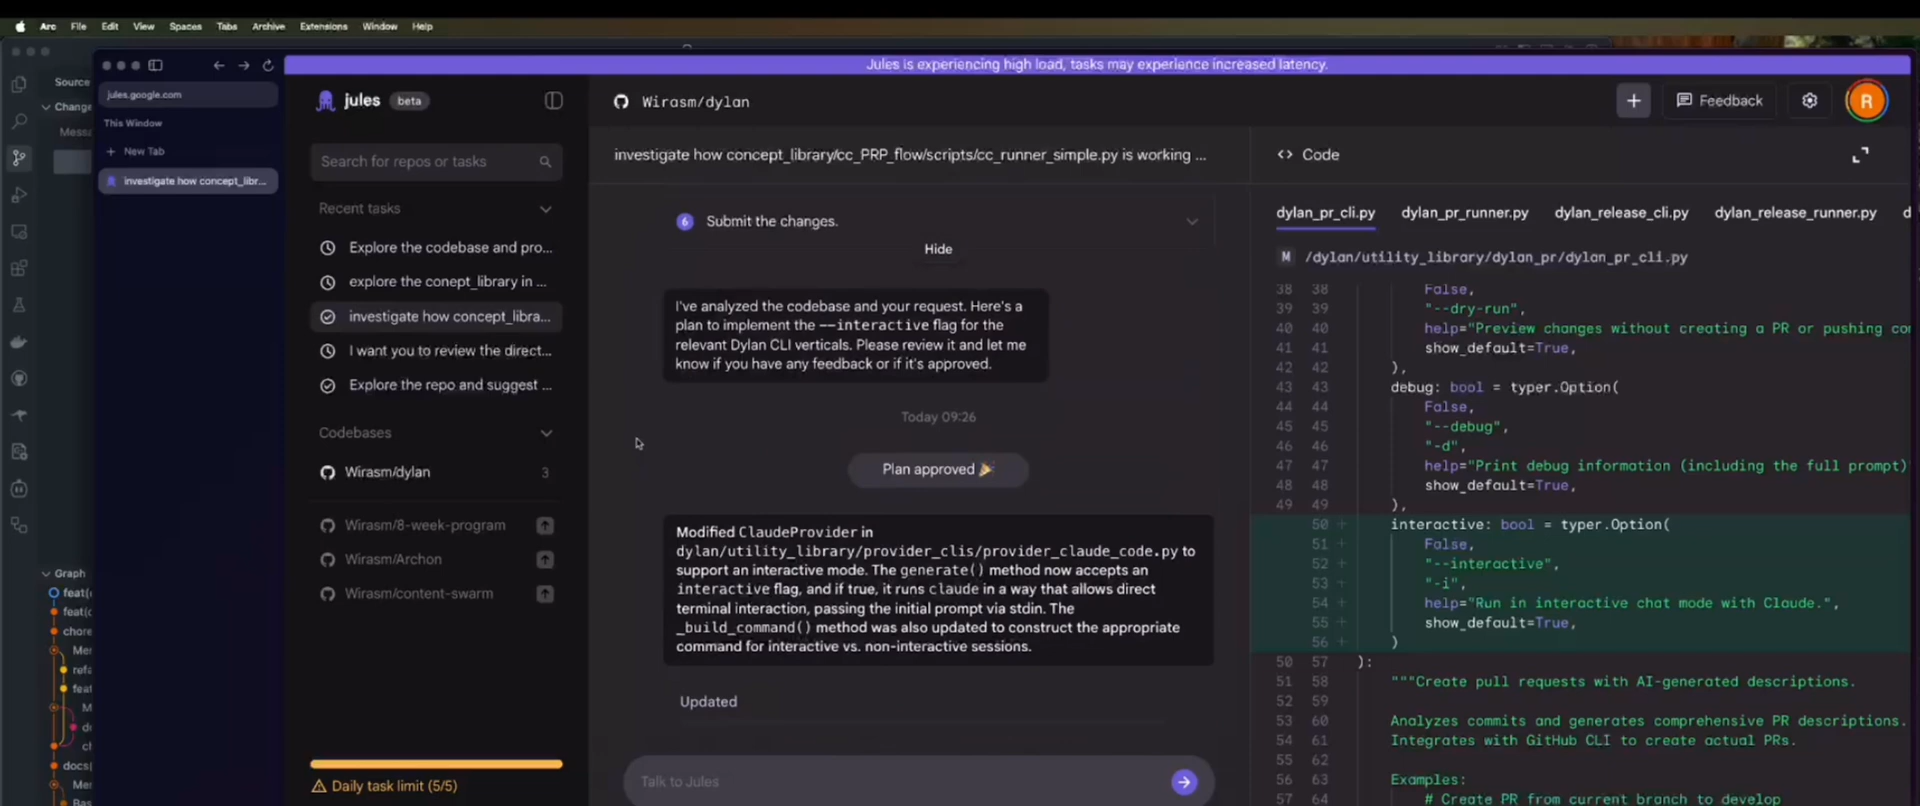 Arc File Edit View Spaces Tabs Archive Extensions Window Help
Jules is experiencing high load, tasks may experience increased latency.
Source
Change
Messa
Graph
feat(
feat(
chore
Mer
refa
feat
M
d
cl
docs(
Mer
Bas
jules.google.com
This Window
+ New Tab
investigate how concept_libr...
jules beta
Search for repos or tasks
Recent tasks
Explore the codebase and pro...
explore the conept_library in ...
investigate how concept_libra...
I want you to review the direct...
Explore the repo and suggest ...
Codebases
Wirasm/dylan 3
Wirasm/8-week-program
Wirasm/Archon
Wirasm/content-swarm
Daily task limit (5/5)
Wirasm/dylan
Feedback
R
investigate how concept_library/cc_PRP_flow/scripts/cc_runner_simple.py is working ...
6 Submit the changes.
Hide
I've analyzed the codebase and your request. Here's a
plan to implement the --interactive flag for the
relevant Dylan CLI verticals. Please review it and let me
know if you have any feedback or if it's approved.
Today 09:26
Plan approved 🎉
Modified ClaudeProvider in
dylan/utility_library/provider_clis/provider_claude_code.py to
support an interactive mode. The generate() method now accepts an
interactive flag, and if true, it runs claude in a way that allows direct
terminal interaction, passing the initial prompt via stdin. The
_build_command() method was also updated to construct the appropriate
command for interactive vs. non-interactive sessions.
Updated
Talk to Jules
<> Code
dylan_pr_cli.py dylan_pr_runner.py dylan_release_cli.py dylan_release_runner.py d
M /dylan/utility_library/dylan_pr/dylan_pr_cli.py
38 38 False,
39 39 "--dry-run",
40 40 help="Preview changes without creating a PR or pushing co
41 41 show_default=True,
42 42 ),
43 43 debug: bool = typer.Option(
44 44 False,
45 45 "--debug",
46 46 "-d",
47 47 help="Print debug information (including the full prompt)
48 48 show_default=True,
49 49 ),
50 + interactive: bool = typer.Option(
51 + False,
52 + "--interactive",
53 + "-i",
54 + help="Run in interactive chat mode with Claude.",
55 + show_default=True,
56 + )
50 57 ):
51 58 """Create pull requests with AI-generated descriptions.
52 59
53 60 Analyzes commits and generates comprehensive PR descriptions.
54 61 Integrates with GitHub CLI to create actual PRs.
55 62
56 63 Examples:
57 64 # Create PR from current branch to develop